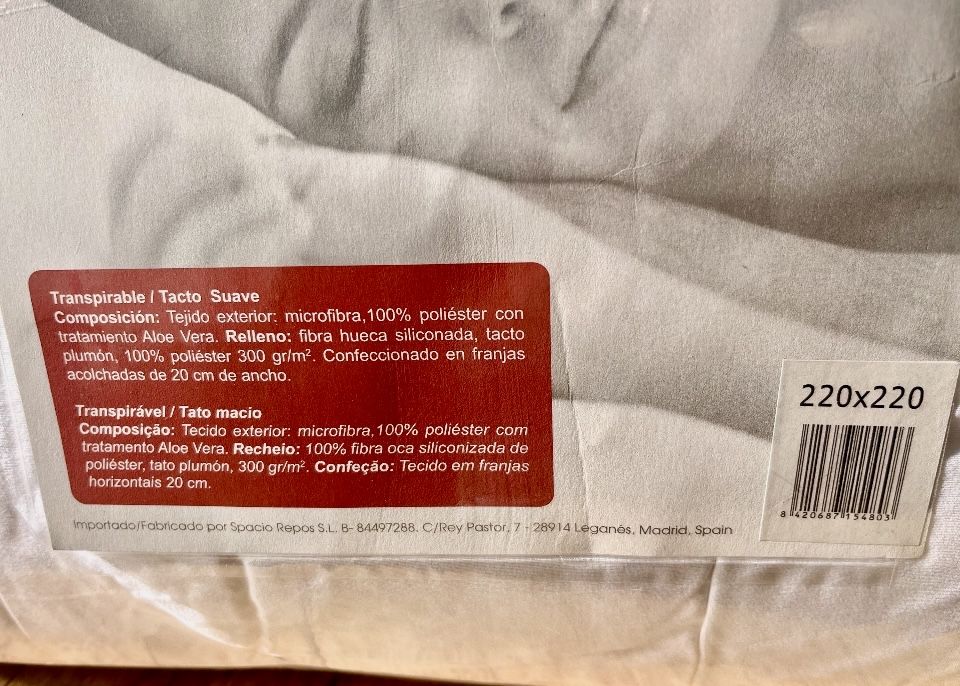 Transpirable / Tacto Suave
Composición: Tejido exterior: microfibra,100% poliéster con
tratamiento Aloe Vera. Relleno: fibra hueca siliconada, tacto
plumón, 100% poliéster 300 gr/m². Confeccionado en franjas
acolchadas de 20 cm de ancho.
Transpirável / Tato macio
Composição: Tecido exterior: microfibra,100% poliéster com
tratamento Aloe Vera. Recheio: 100% fibra oca siliconizada de
poliéster, tato plumón, 300 gr/m². Confeção: Tecido em franjas
horizontais 20 cm.
Importado/Fabricado por Spacio Repos S.L. B- 84497288. C/Rey Pastor, 7 - 28914 Leganés, Madrid, Spain
220x220
8 420687 154803